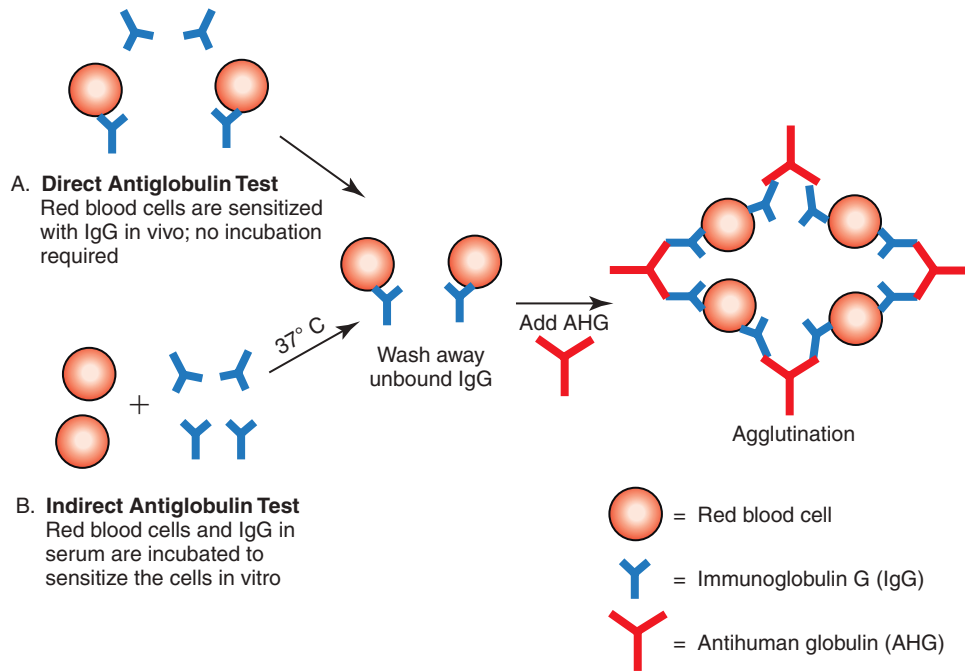 A. Direct Antiglobulin Test
Red blood cells are sensitized
with IgG in vivo; no incubation
required
37° C
+
Wash away
unbound IgG
Add AHG
Agglutination
B. Indirect Antiglobulin Test
Red blood cells and IgG in
serum are incubated to
sensitize the cells in vitro
= Red blood cell
= Immunoglobulin G (IgG)
= Antihuman globulin (AHG)